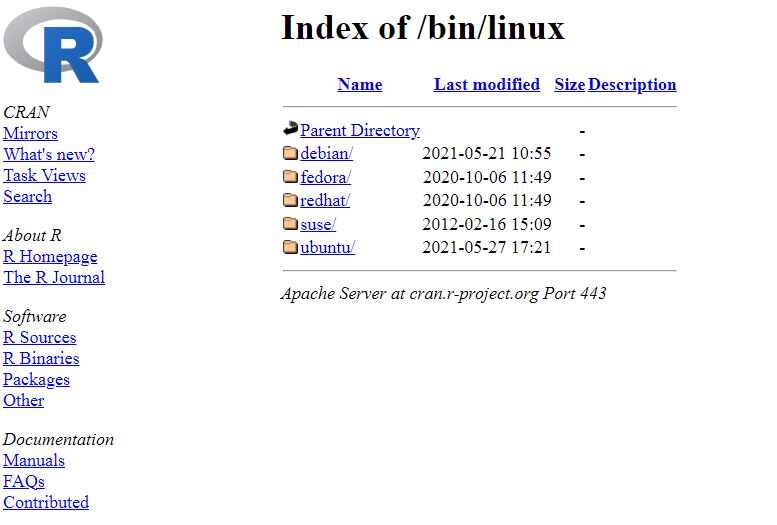 R
CRAN
Mirrors
What's new?
Task Views
Search
About R
R Homepage
The R Journal
Software
R Sources
R Binaries
Packages
Other
Documentation
Manuals
FAQs
Contributed
Index of /bin/linux
Name Last modified Size Description
Parent Directory -
debian/ 2021-05-21 10:55 -
fedora/ 2020-10-06 11:49 -
redhat/ 2020-10-06 11:49 -
suse/ 2012-02-16 15:09 -
ubuntu/ 2021-05-27 17:21 -
Apache Server at cran.r-project.org Port 443